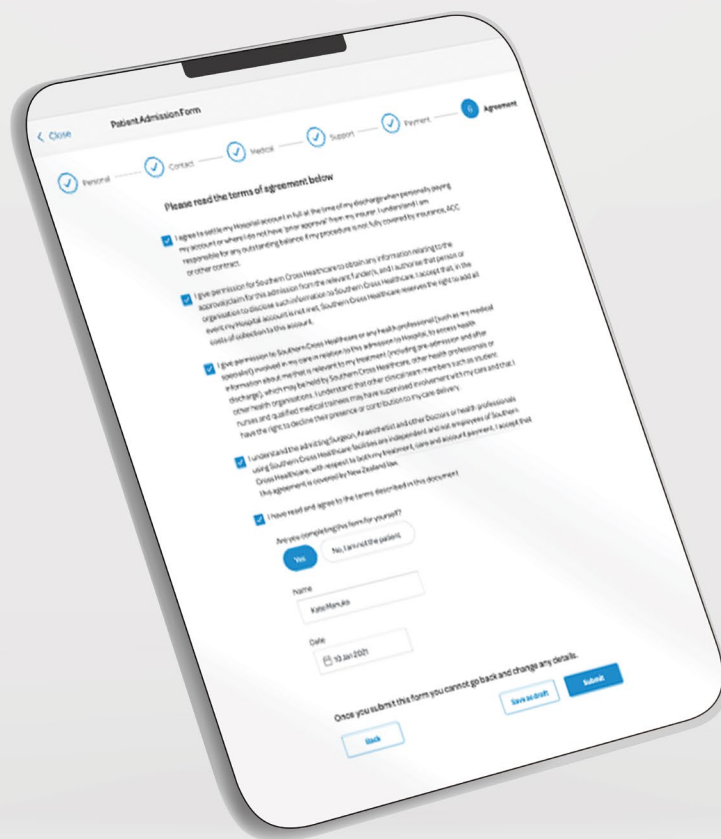 Close
Patient Admission Form
Personal
Contact
Medical
Support
Payment
6 Agreement
Please read the terms of agreement below
I agree to settle my Hospital account in full at the time of my discharge when personally paying
my account or where I do not have 'prior approval' from my insurer. I understand I am
responsible for any outstanding balance if my procedure is not fully covered by insurance, ACC
or other contract.
I give permission for Southern Cross Healthcare to obtain any information relating to the
approval/claim for this admission from the relevant funder/s, and I authorise that person or
organisation to disclose such information to Southern Cross Healthcare. I accept that, in the
event my Hospital account is not met, Southern Cross Healthcare reserves the right to add all
costs of collection to this account.
I give permission to Southern Cross Healthcare or any health professional (such as my medical
specialist) involved in my care in relation to this admission to Hospital, to access health
information about me that is relevant to my treatment (including pre-admission and after
discharge), which may be held by Southern Cross Healthcare, other health professionals or
other health organisations. I understand that other clinical team members such as student
nurses and qualified medical trainees may have supervised involvement with my care and that I
have the right to decline their presence or contribution to my care delivery.
I understand the admitting Surgeon, Anaesthetist and other Doctors or health professionals
using Southern Cross Healthcare facilities are independent and not employees of Southern
Cross Healthcare, with respect to both my treatment, care and account payment. I accept that
this agreement is covered by New Zealand law.
I have read and agree to the terms described in this document
Are you completing this form for yourself?
Yes
No, I am not the patient
Name
Kate Manuka
Date
10 Jan 2021
Once you submit this form you cannot go back and change any details.
Back
Save as draft
Submit